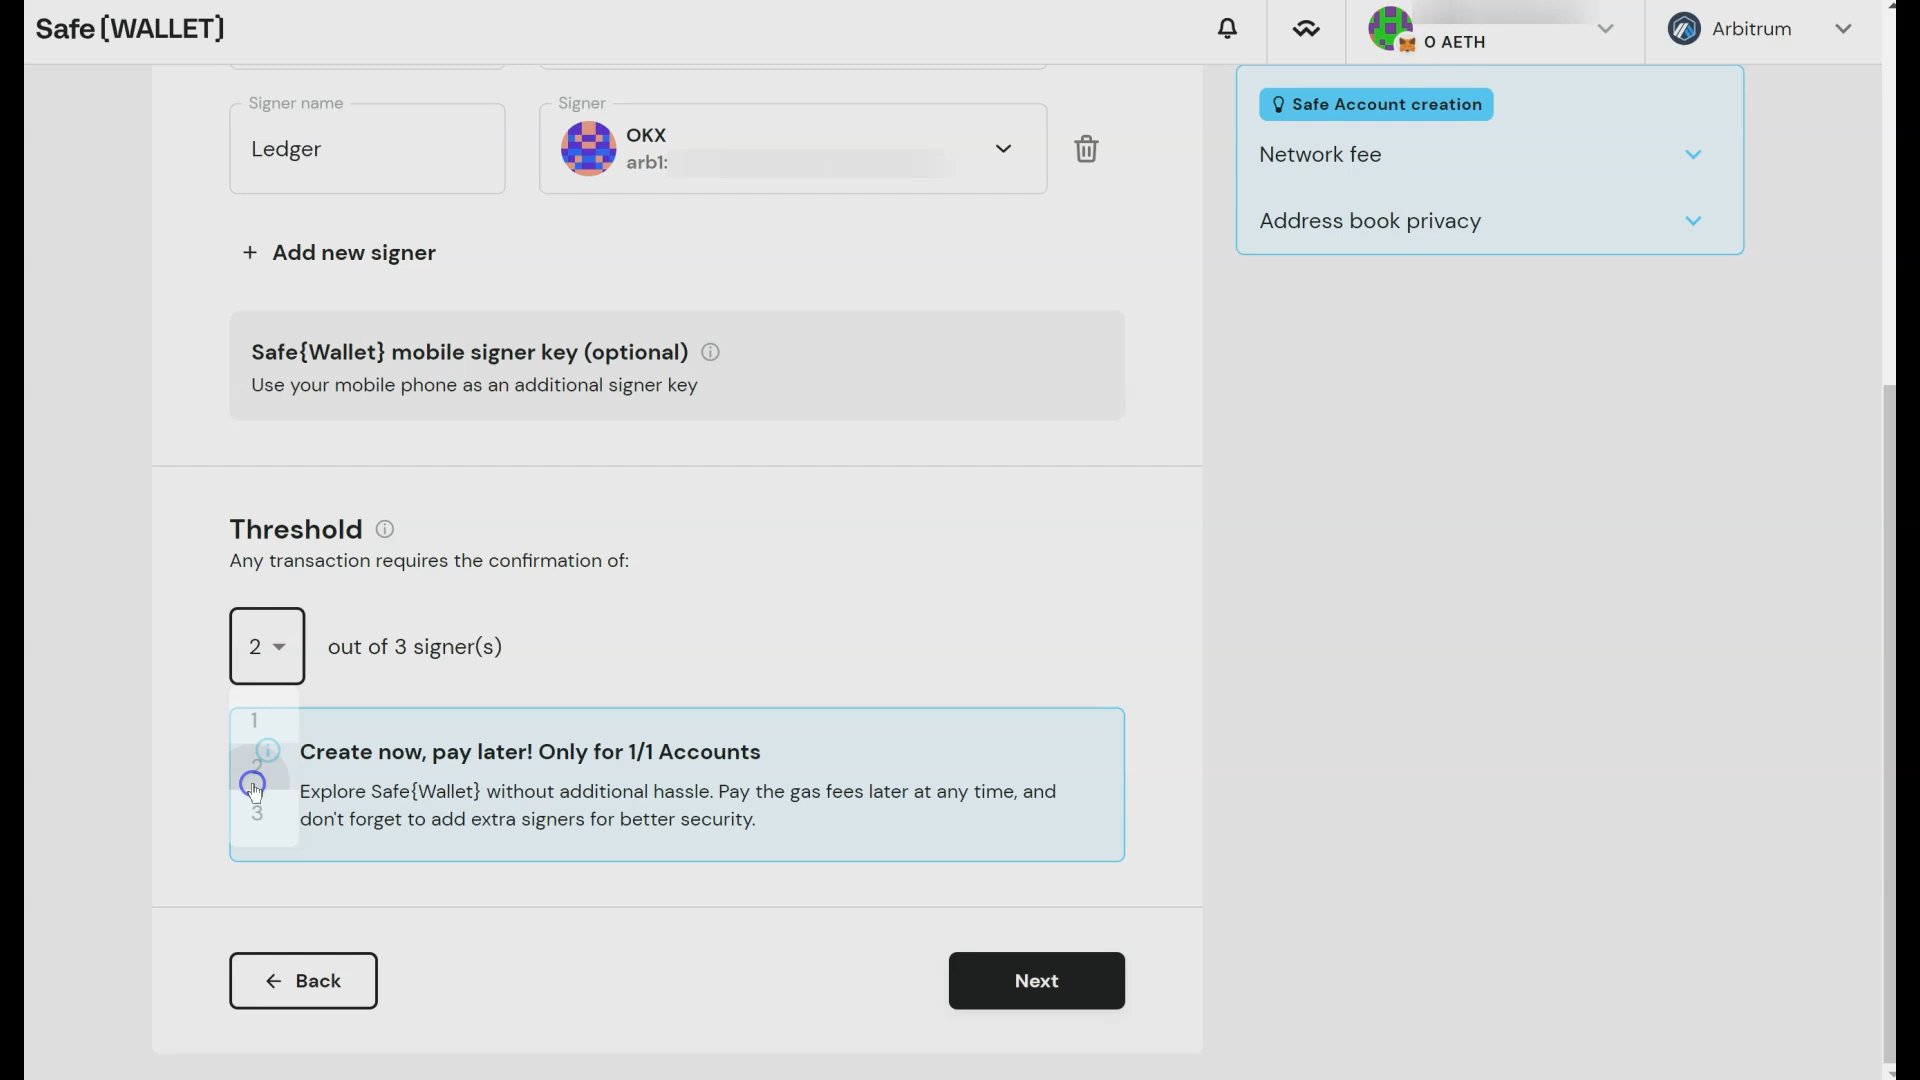 Safe{WALLET}
0 AETH
Arbitrum
Signer name
Ledger
Signer
OKX
arb1:
Safe Account creation
Network fee
Address book privacy
+ Add new signer
Safe{Wallet} mobile signer key (optional)
Use your mobile phone as an additional signer key
Threshold
Any transaction requires the confirmation of:
2
out of 3 signer(s)
1
2
3
Create now, pay later! Only for 1/1 Accounts
Explore Safe{Wallet} without additional hassle. Pay the gas fees later at any time, and
don't forget to add extra signers for better security.
← Back
Next